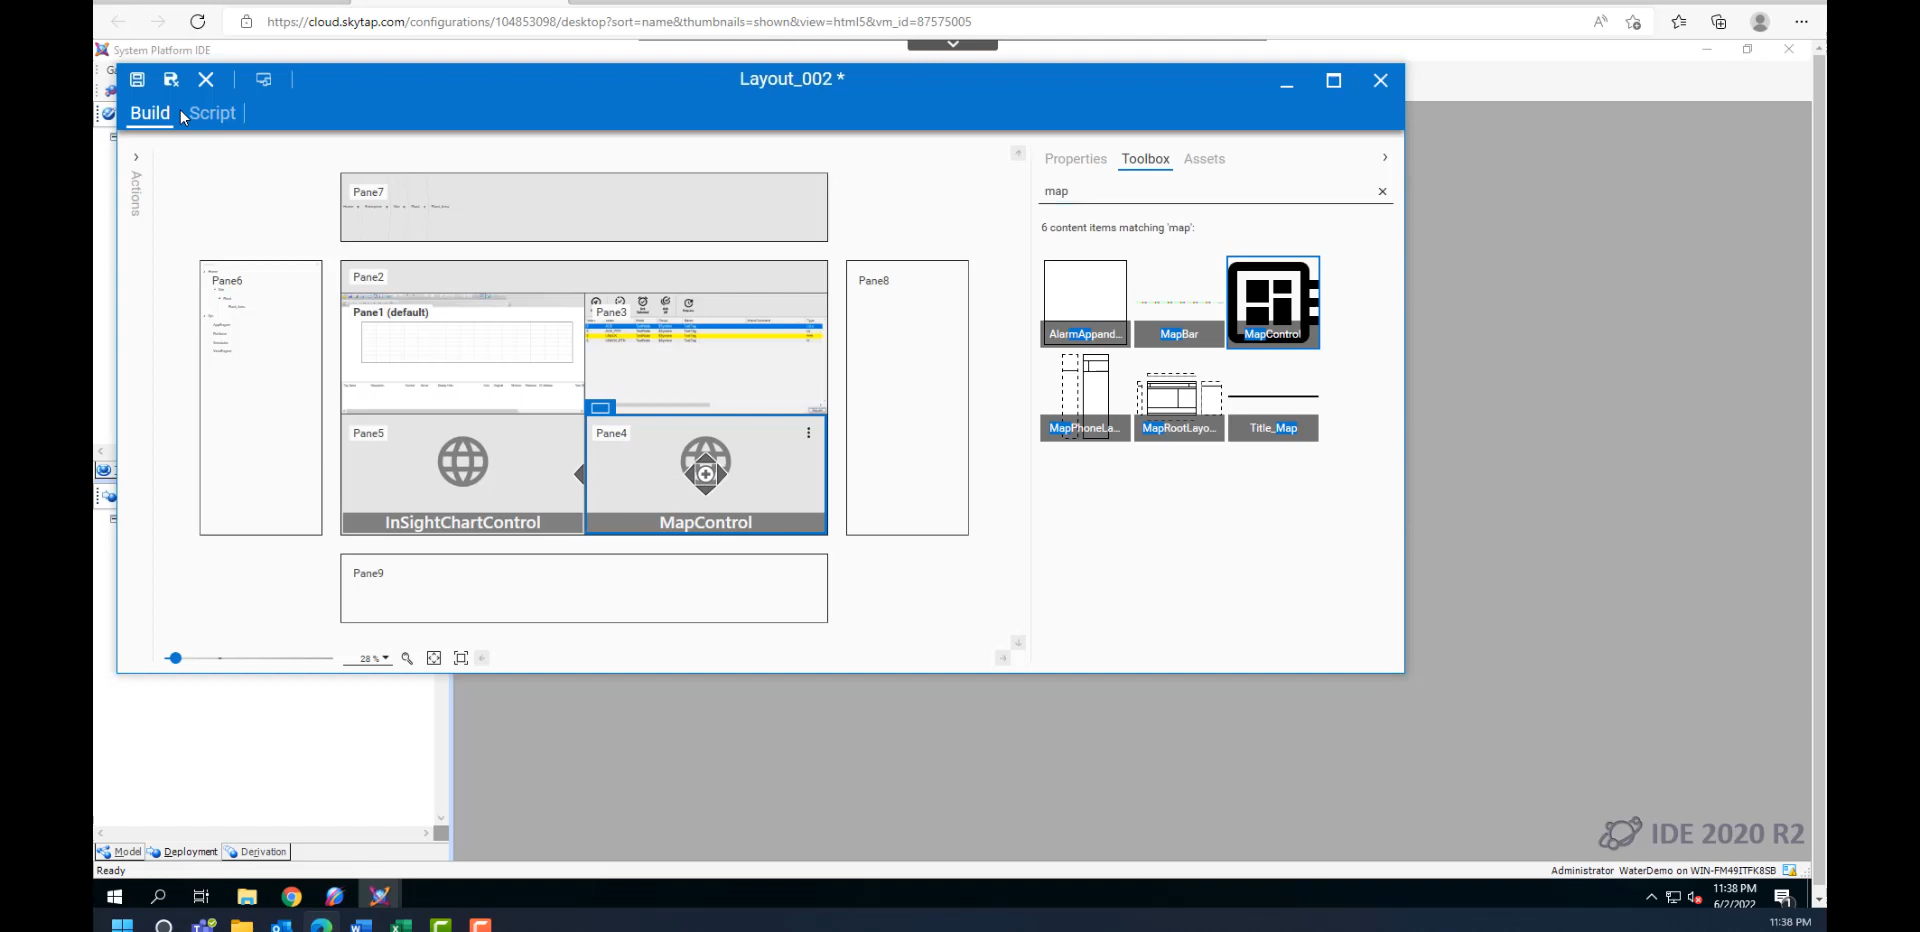 https://cloud.skytap.com/configurations/104853098/desktop?sort=name&thumbnails=shown&view=html5&vm_id=87575005
System Platform IDE
Layout_002 *
Build
Script
Actions
Pane7
Pane6
Pane2
Pane1 (default)
Pane3
Pane8
Pane5
InSightChartControl
Pane4
MapControl
Pane9
28 %
Properties
Toolbox
Assets
map
6 content items matching 'map':
AlarmAppand...
MapBar
MapControl
MapPhoneLa...
MapRootLayo...
Title_Map
IDE 2020 R2
Model
Deployment
Derivation
Ready
Administrator WaterDemo on WIN-FM49ITFK8SB
11:38 PM
6/2/2022
11:38 PM